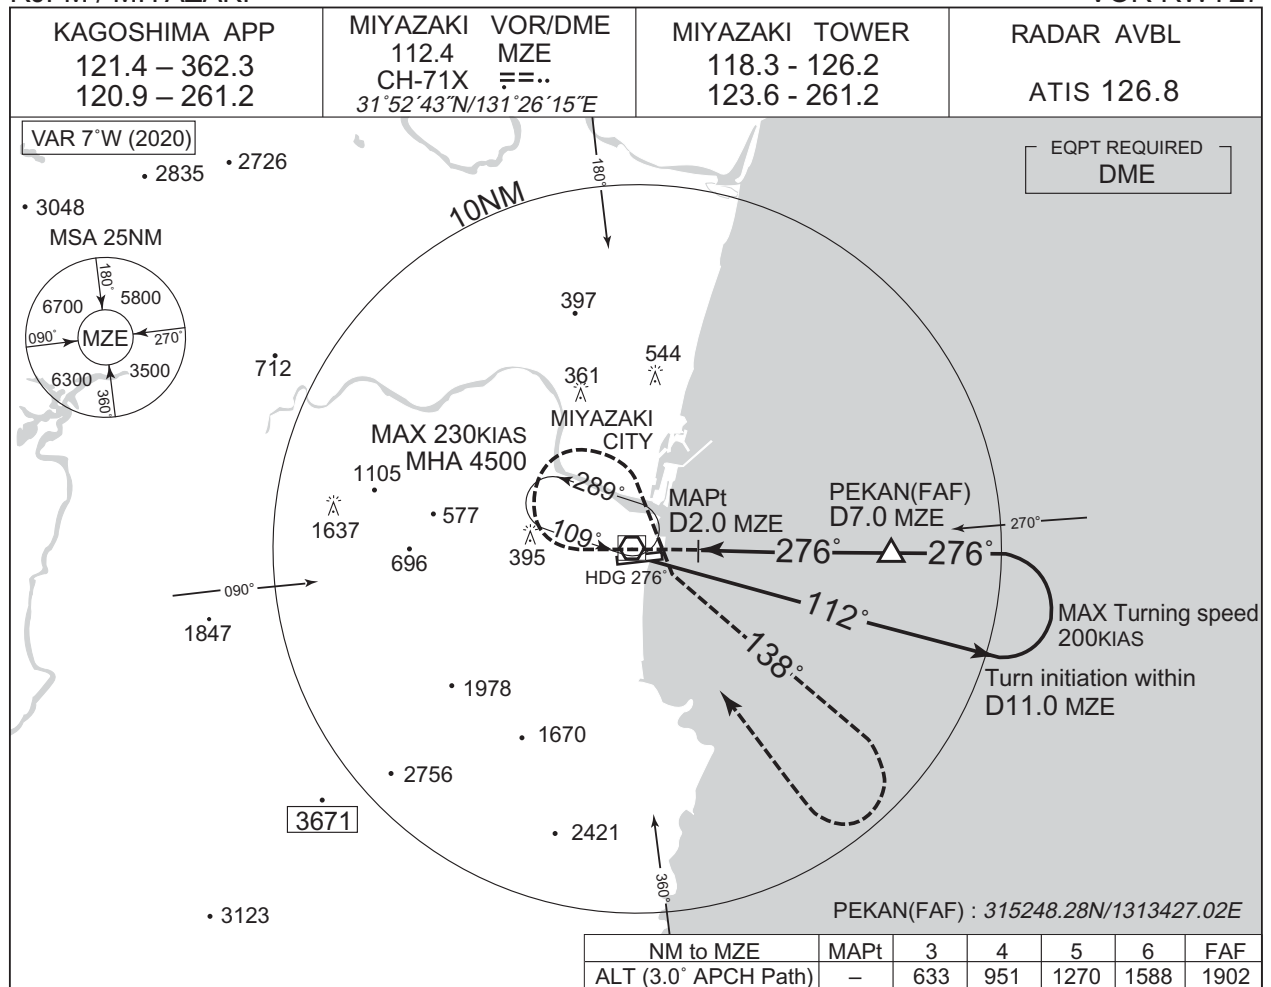 KAGOSHIMA APP
121.4 – 362.3
120.9 – 261.2
MIYAZAKI VOR/DME
112.4 MZE
CH-71X
31°52´43˝N/131°26´15˝E
MIYAZAKI TOWER
118.3 - 126.2
123.6 - 261.2
RADAR AVBL
ATIS 126.8
VAR 7°W (2020)
EQPT REQUIRED
DME
2835
2726
3048
MSA 25NM
180°
6700
5800
090°
MZE
270°
6300
3500
360°
10NM
180°
397
712
361
544
MIYAZAKI
CITY
MAX 230KIAS
MHA 4500
1105
1637
577
696
395
289°
109°
HDG 276°
MAPt
D2.0 MZE
PEKAN(FAF)
D7.0 MZE
270°
276°
276°
112°
138°
MAX Turning speed
200KIAS
Turn initiation within
D11.0 MZE
090°
1847
1978
1670
2756
3671
2421
3123
360°
PEKAN(FAF) : 315248.28N/1313427.02E
NM to MZE MAPt 3 4 5 6 FAF
ALT (3.0° APCH Path) – 633 951 1270 1588 1902